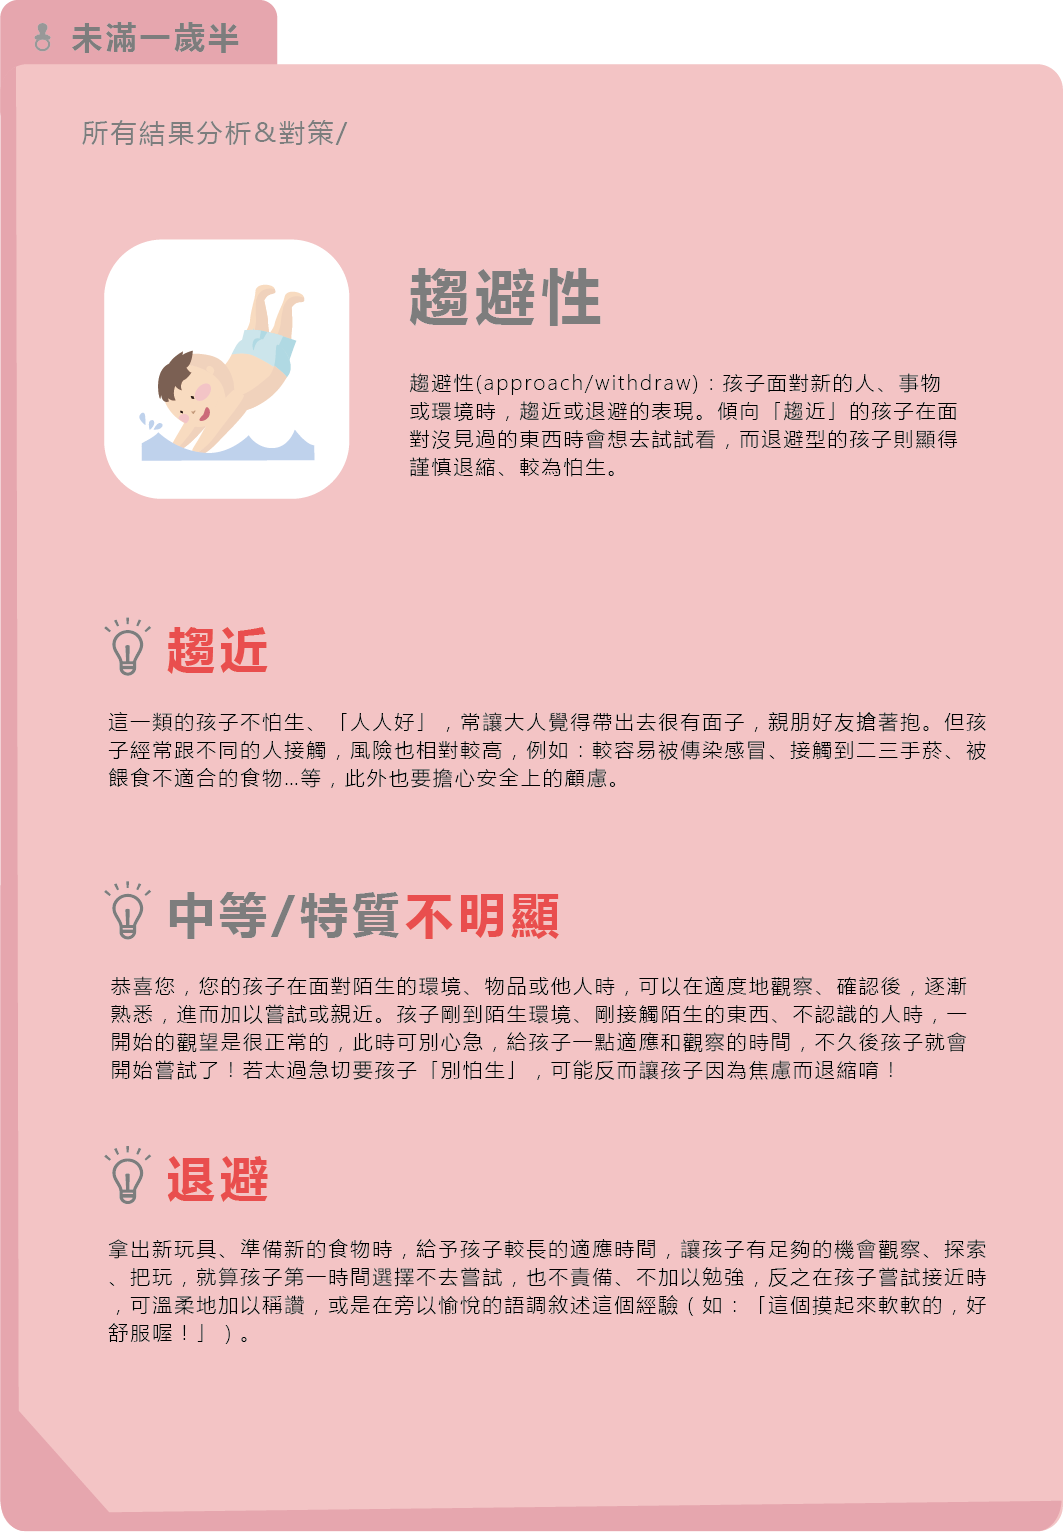 未滿一歲半
所有結果分析&對策/
趨避性
趨避性(approach/withdraw)：孩子面對新的人、事物
或環境時，趨近或退避的表現。傾向「趨近」的孩子在面
對沒見過的東西時會想去試試看，而退避型的孩子則顯得
謹慎退縮、較為怕生。
趨近
這一類的孩子不怕生、「人人好」，常讓大人覺得帶出去很有面子，親朋好友搶著抱。但孩
子經常跟不同的人接觸，風險也相對較高，例如：較容易被傳染感冒、接觸到二三手菸、被
餵食不適合的食物...等，此外也要擔心安全上的顧慮。
中等/特質不明顯
恭喜您，您的孩子在面對陌生的環境、物品或他人時，可以在適度地觀察、確認後，逐漸
熟悉，進而加以嘗試或親近。孩子剛到陌生環境、剛接觸陌生的東西、不認識的人時，一
開始的觀望是很正常的，此時可別心急，給孩子一點適應和觀察的時間，不久後孩子就會
開始嘗試了！若太過急切要孩子「別怕生」，可能反而讓孩子因為焦慮而退縮唷！
退避
拿出新玩具、準備新的食物時，給予孩子較長的適應時間，讓孩子有足夠的機會觀察、探索
、把玩，就算孩子第一時間選擇不去嘗試，也不責備、不加以勉強，反之在孩子嘗試接近時
，可溫柔地加以稱讚，或是在旁以愉悅的語調敘述這個經驗（如：「這個摸起來軟軟的，好
舒服喔！」）。